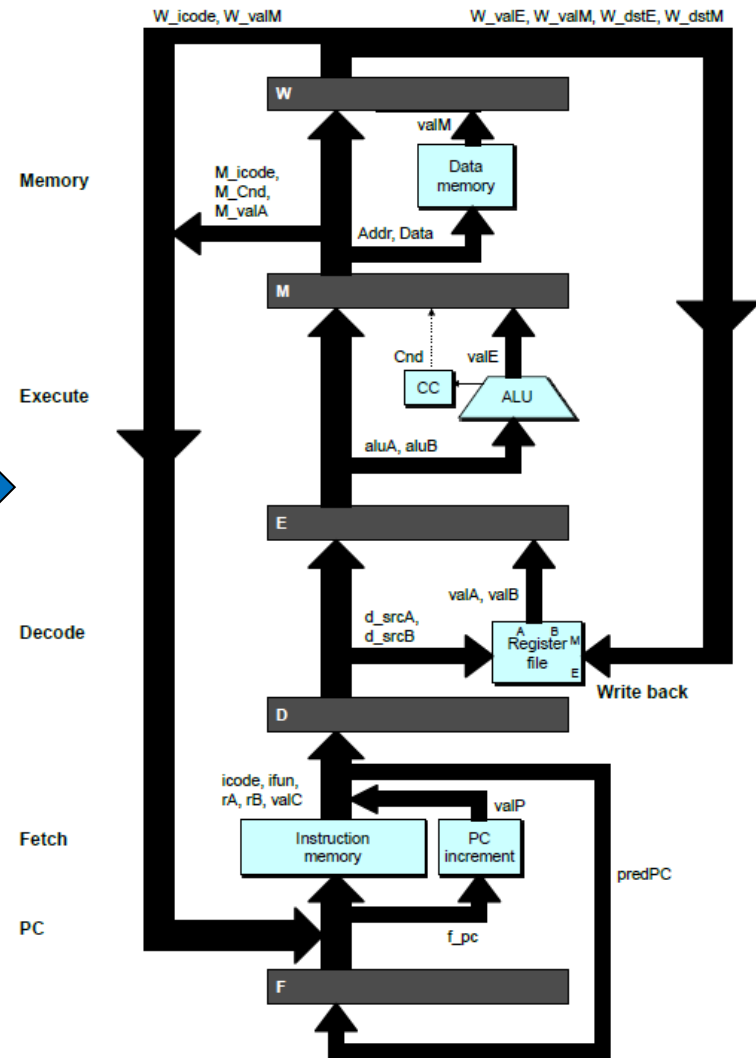 W_icode, W_valM
W_valE, W_valM, W_dstE, W_dstM
W
valM
Memory
Data
memory
M_icode,
M_Cnd,
M_valA
Addr, Data
M
Cnd
valE
Execute
CC
ALU
aluA, aluB
E
valA, valB
Decode
d_srcA,
d_srcB
A B
Register
file
M
E
Write back
D
icode, ifun,
rA, rB, valC
valP
Fetch
Instruction
memory
PC
increment
predPC
PC
f_pc
F